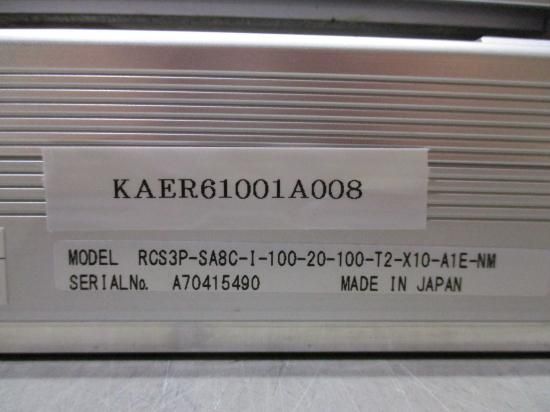 KAER61001A008
MODEL RCS3P-SA8C-I-100-20-100-T2-X10-A1E-NM
SERIALNo. A70415490 MADE IN JAPAN